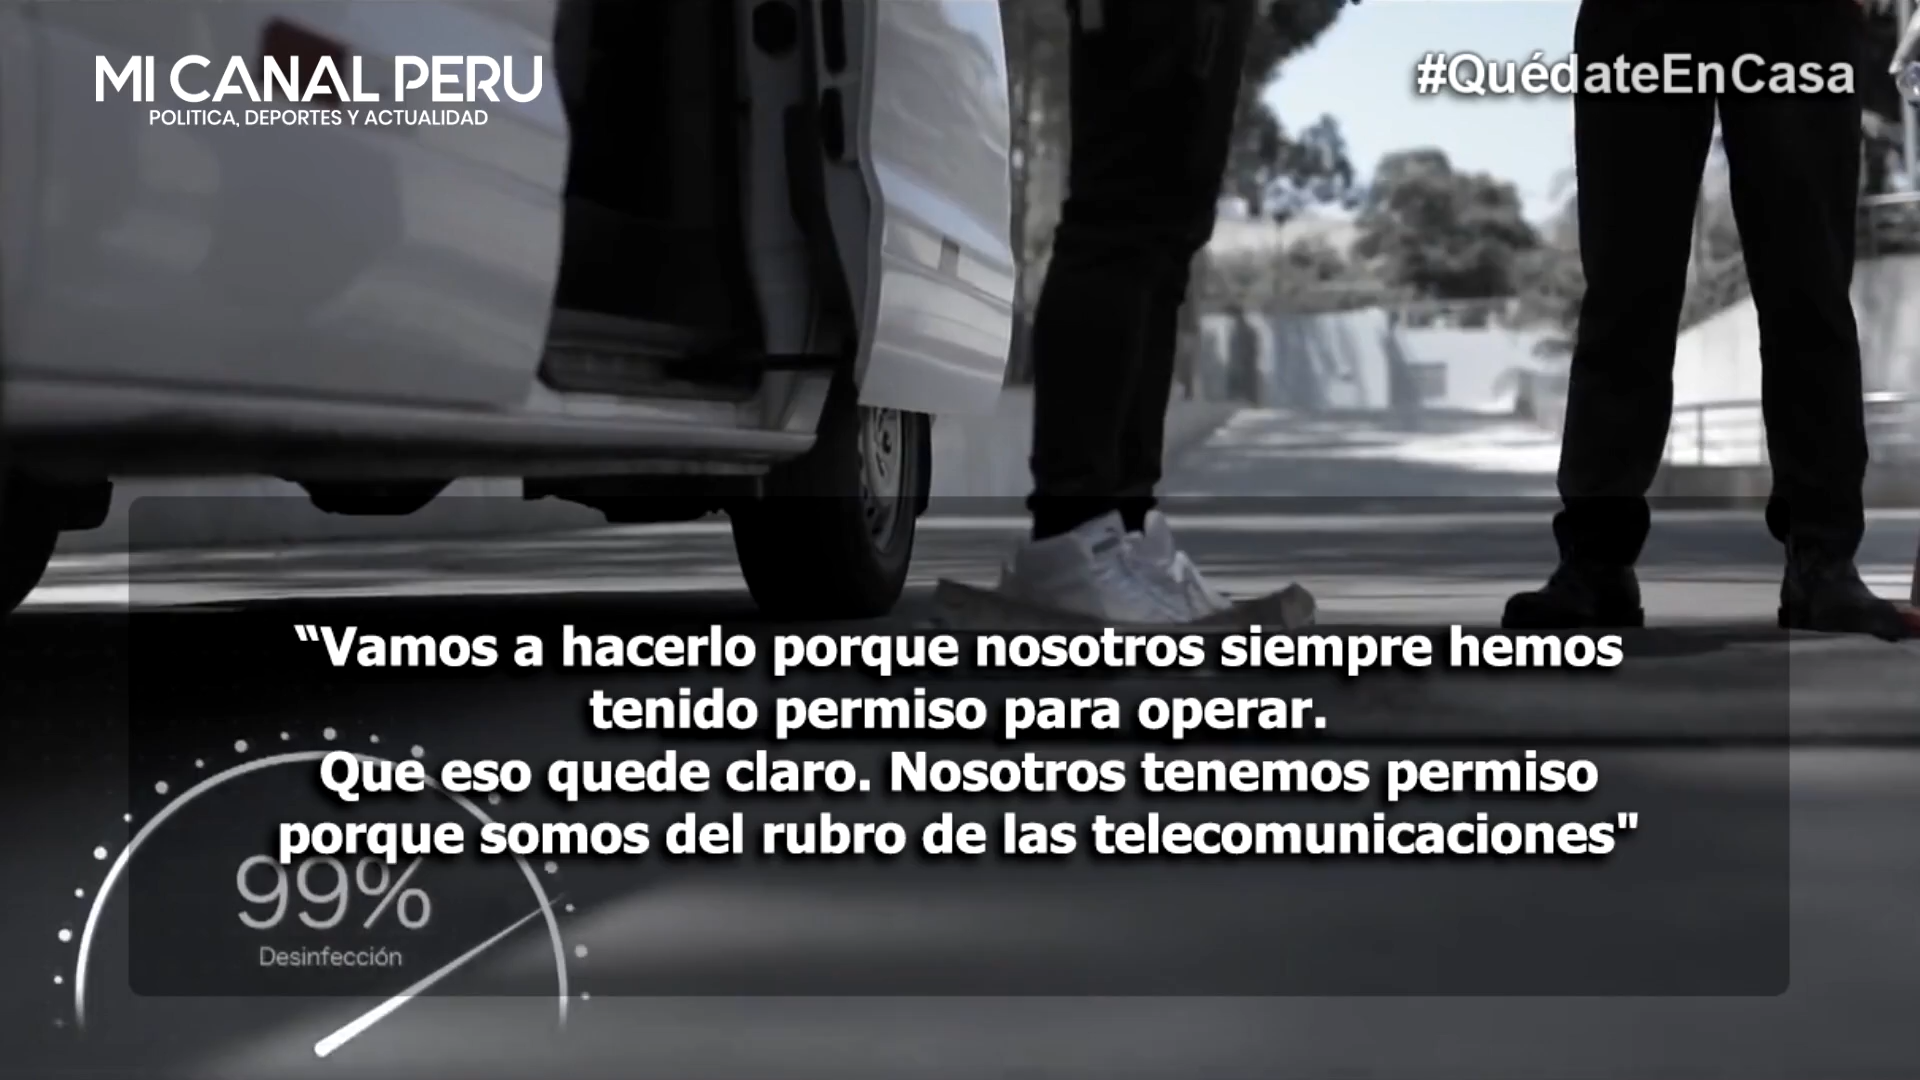 MI CANAL PERU
POLITICA, DEPORTES Y ACTUALIDAD
#QuédateEnCasa
“Vamos a hacerlo porque nosotros siempre hemos
tenido permiso para operar.
Que eso quede claro. Nosotros tenemos permiso
porque somos del rubro de las telecomunicaciones"
99%
Desinfección